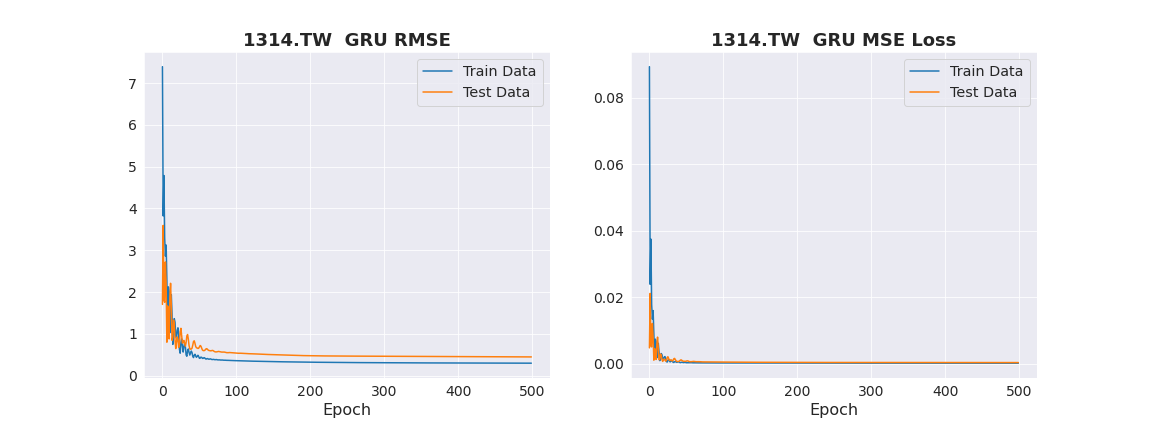 1314.TW  GRU RMSE
Train Data
Test Data
7
6
5
4
3
2
1
0
0 100 200 300 400 500
Epoch
1314.TW  GRU MSE Loss
Train Data
Test Data
0.08
0.06
0.04
0.02
0.00
0 100 200 300 400 500
Epoch